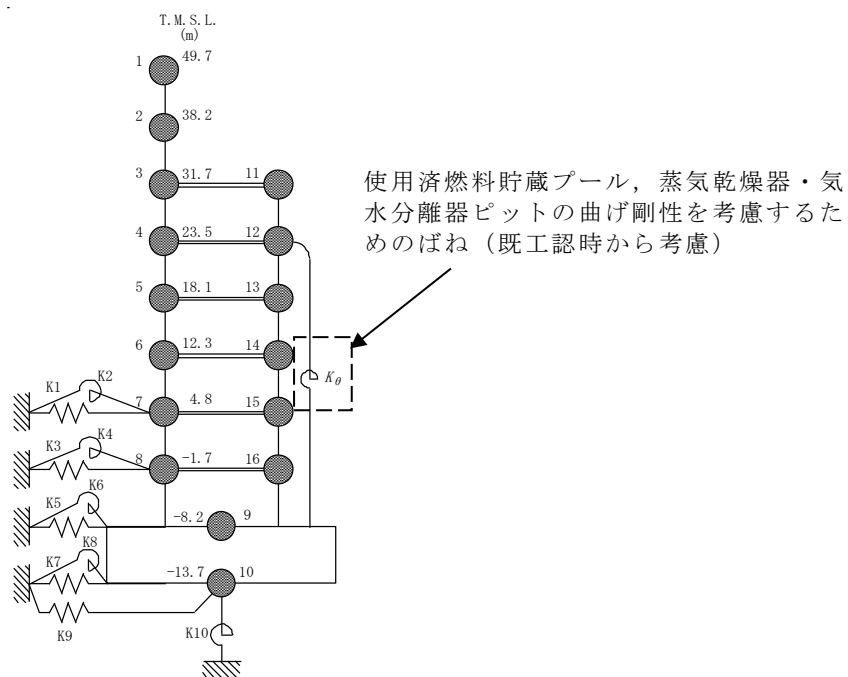 T.M.S.L.
(m)
1 49.7
2 38.2
3 31.7 11
使用済燃料貯蔵プール，蒸気乾燥器・気
水分離器ピットの曲げ剛性を考慮するた
めのばね（既工認時から考慮）
4 23.5 12
5 18.1 13
6 12.3 14
Kθ
K1 K2
7 4.8 15
K3 K4
8 -1.7 16
K5 K6
-8.2 9
K7 K8
-13.7 10
K9
K10